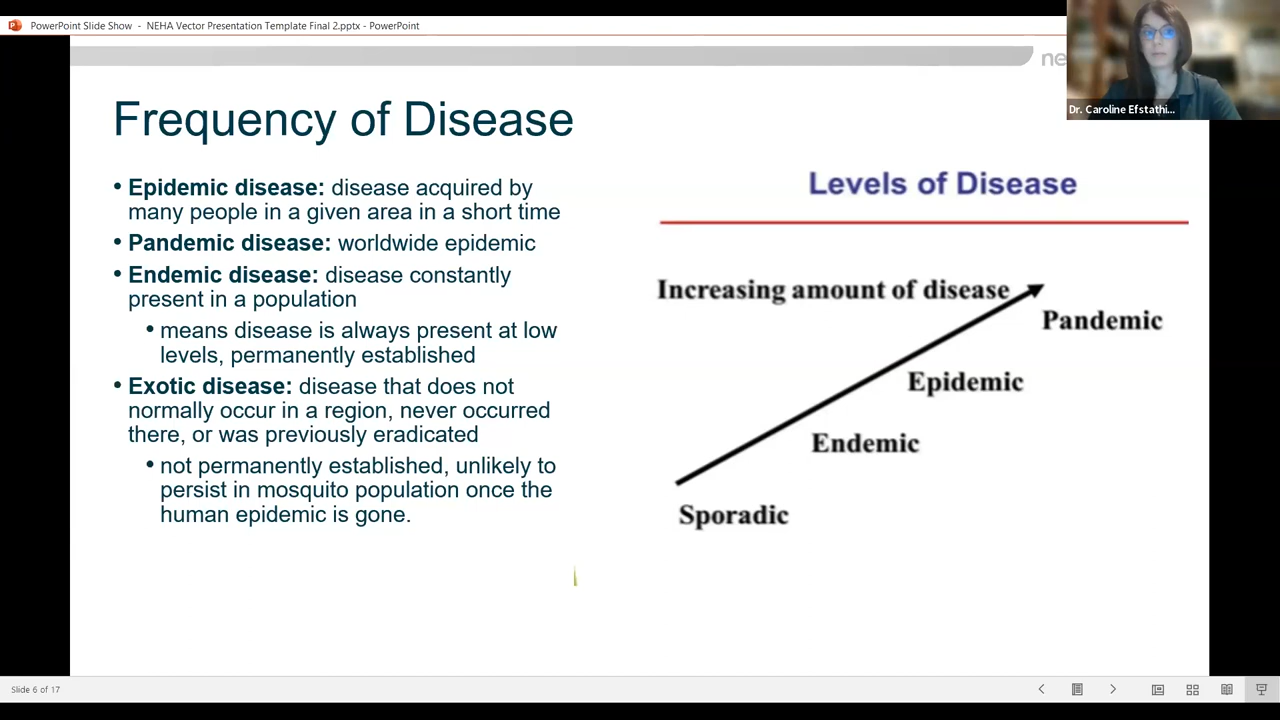 PowerPoint Slide Show - NEHA Vector Presentation Template Final 2.pptx - PowerPoint
ne
Dr. Caroline Efstathi...
Frequency of Disease
• Epidemic disease: disease acquired by
many people in a given area in a short time
• Pandemic disease: worldwide epidemic
• Endemic disease: disease constantly
present in a population
• means disease is always present at low
levels, permanently established
• Exotic disease: disease that does not
normally occur in a region, never occurred
there, or was previously eradicated
• not permanently established, unlikely to
persist in mosquito population once the
human epidemic is gone.
Levels of Disease
Increasing amount of disease
Pandemic
Epidemic
Endemic
Sporadic
Slide 6 of 17